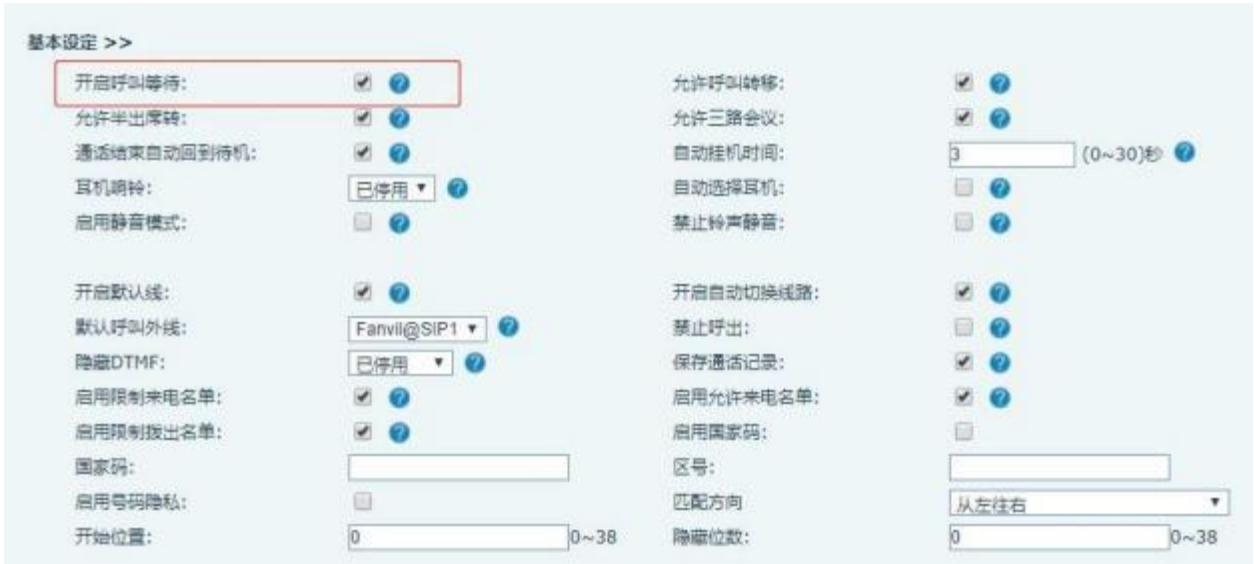 基本设定 >>
开启呼叫等待: 允许呼叫转移:
允许半出席转: 允许三路会议:
通话结束自动回到待机: 自动挂机时间: 3 (0~30)秒
耳机响铃: 已停用 自动选择耳机:
启用静音模式: 禁止铃声静音:
开启默认线: 开启自动切换线路:
默认呼叫外线: Fanvil@SIP1 禁止呼出:
隐藏DTMF: 已停用 保存通话记录:
启用限制来电名单: 启用允许来电名单:
启用限制拨出名单: 启用国家码:
国家码: 区号:
启用号码隐私: 匹配方向 从左往右
开始位置: 0 0~38 隐藏位数: 0 0~38